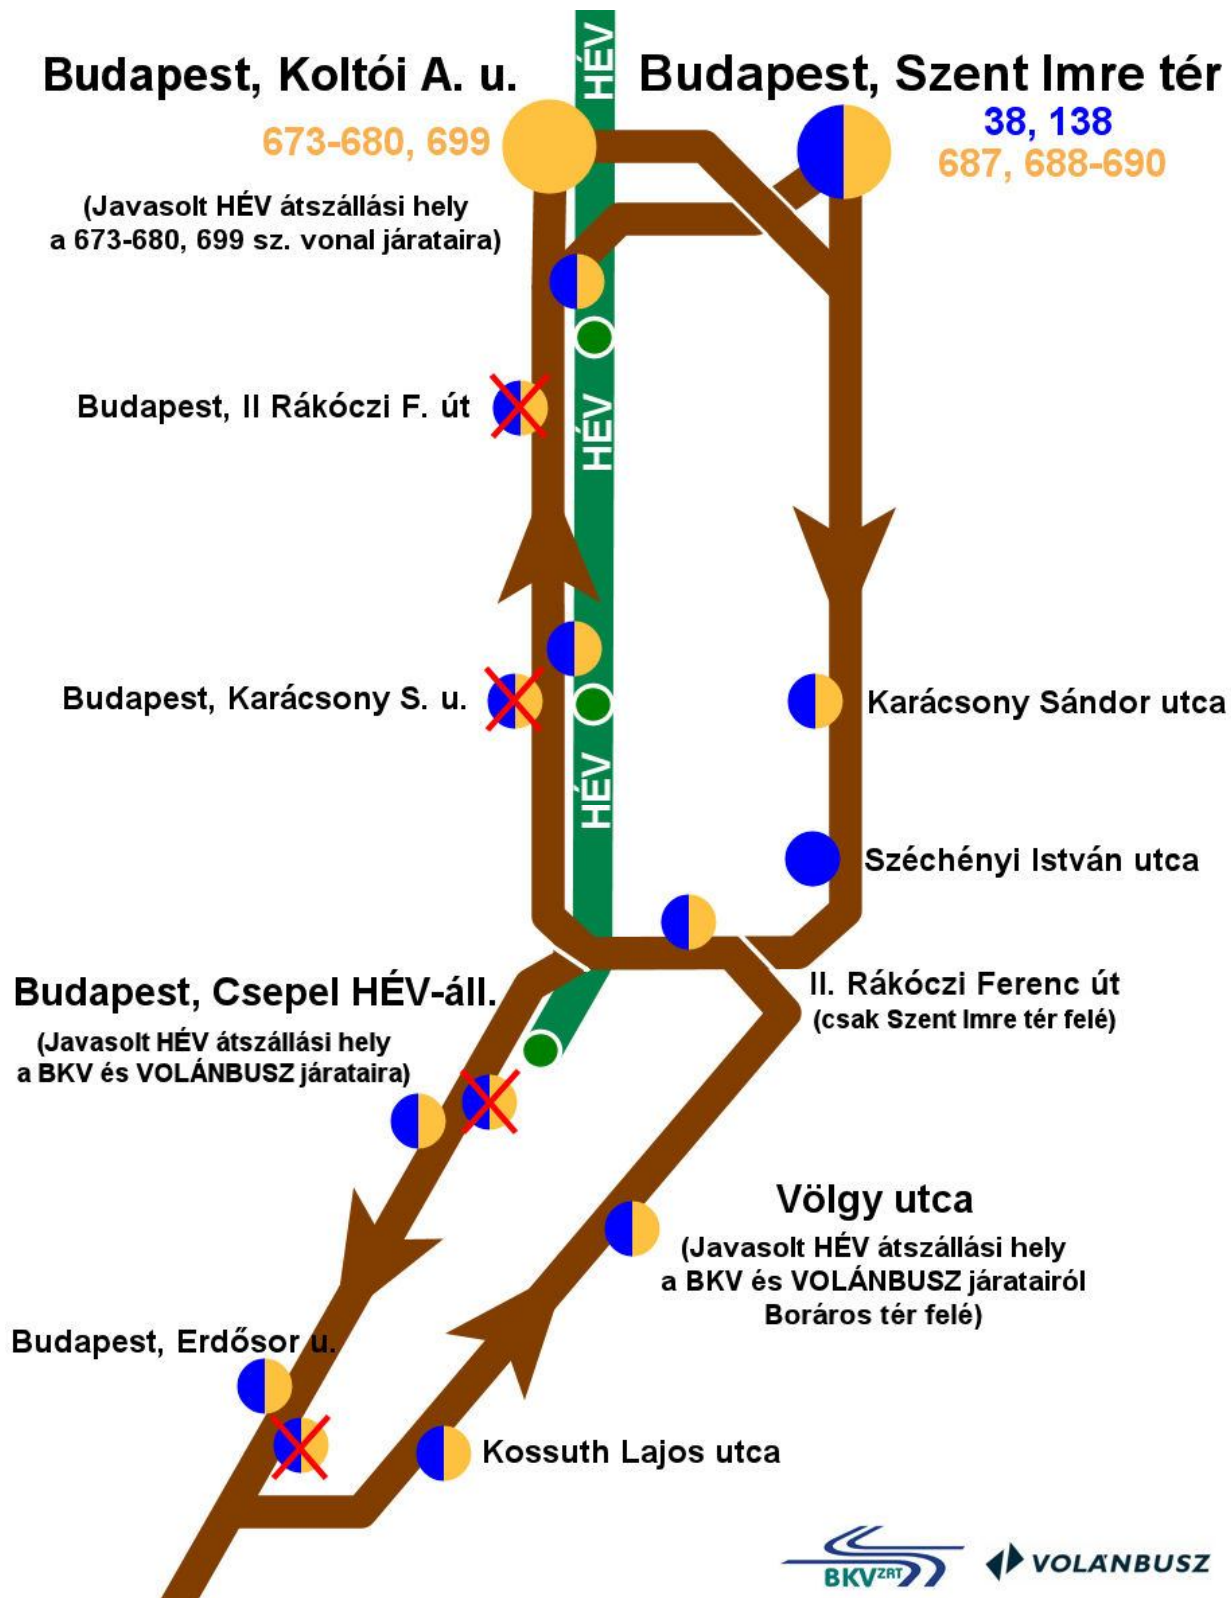 HÉV
Budapest, Koltói A. u.
Budapest, Szent Imre tér
673-680, 699
38, 138
687, 688-690
(Javasolt HÉV átszállási hely
a 673-680, 699 sz. vonal járataira)
Budapest, II Rákóczi F. út
HÉV
Budapest, Karácsony S. u.
Karácsony Sándor utca
HÉV
Széchényi István utca
Budapest, Csepel HÉV-áll.
(Javasolt HÉV átszállási hely
a BKV és VOLÁNBUSZ járataira)
II. Rákóczi Ferenc út
(csak Szent Imre tér felé)
Völgy utca
(Javasolt HÉV átszállási hely
a BKV és VOLÁNBUSZ járatairól
Boráros tér felé)
Budapest, Erdősor u.
Kossuth Lajos utca
BKV ZRT
VOLÁNBUSZ